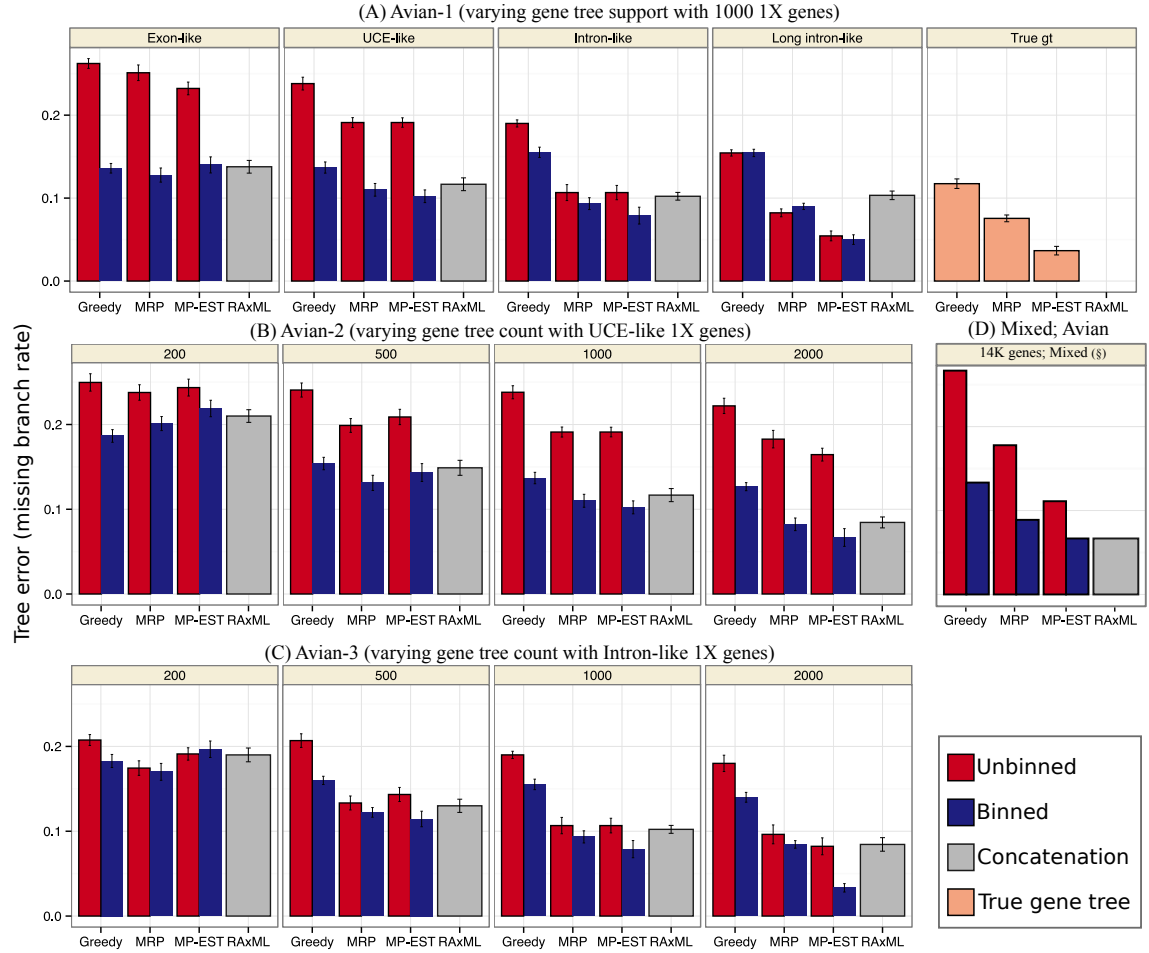 (A) Avian-1 (varying gene tree support with 1000 1X genes)
Exon-like UCE-like Intron-like Long intron-like True gt
0.2
0.1
0.0
Greedy MRP MP-EST RAxML Greedy MRP MP-EST RAxML Greedy MRP MP-EST RAxML Greedy MRP MP-EST RAxML Greedy MRP MP-EST RAxML
(B) Avian-2 (varying gene tree count with UCE-like 1X genes)
(D) Mixed; Avian
200 500 1000 2000
14K genes; Mixed (§)
0.2
0.1
0.0
Greedy MRP MP-EST RAxML Greedy MRP MP-EST RAxML Greedy MRP MP-EST RAxML Greedy MRP MP-EST RAxML Greedy MRP MP-EST RAxML
Tree error (missing branch rate)
(C) Avian-3 (varying gene tree count with Intron-like 1X genes)
200 500 1000 2000
0.2
0.1
0.0
Greedy MRP MP-EST RAxML Greedy MRP MP-EST RAxML Greedy MRP MP-EST RAxML Greedy MRP MP-EST RAxML
Unbinned
Binned
Concatenation
True gene tree